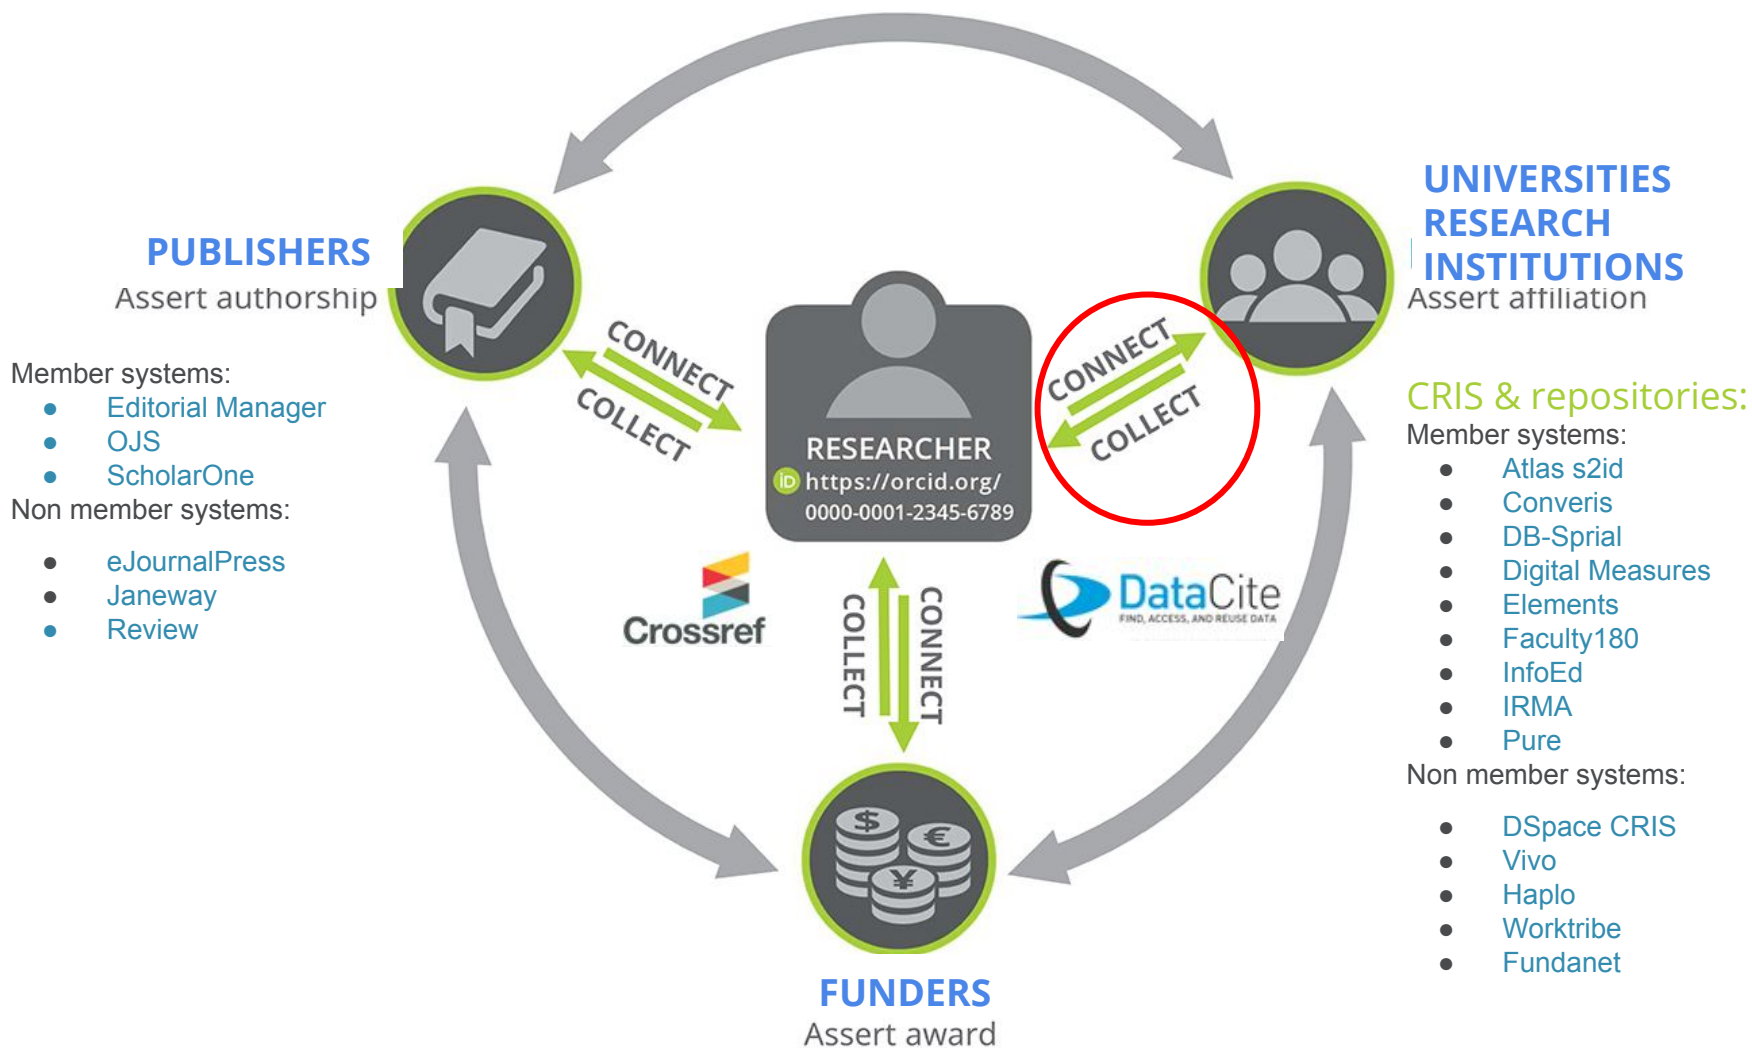 PUBLISHERS
Assert authorship
Member systems:
● Editorial Manager
● OJS
● ScholarOne
Non member systems:
● eJournalPress
● Janeway
● Review
CONNECT
COLLECT
RESEARCHER
iD https://orcid.org/
0000-0001-2345-6789
CONNECT
COLLECT
Crossref
COLLECT
CONNECT
DataCite
FIND, ACCESS, AND REUSE DATA
$
€
¥
FUNDERS
Assert award
UNIVERSITIES
RESEARCH
INSTITUTIONS
Assert affiliation
CRIS & repositories:
Member systems:
● Atlas s2id
● Converis
● DB-Sprial
● Digital Measures
● Elements
● Faculty180
● InfoEd
● IRMA
● Pure
Non member systems:
● DSpace CRIS
● Vivo
● Haplo
● Worktribe
● Fundanet